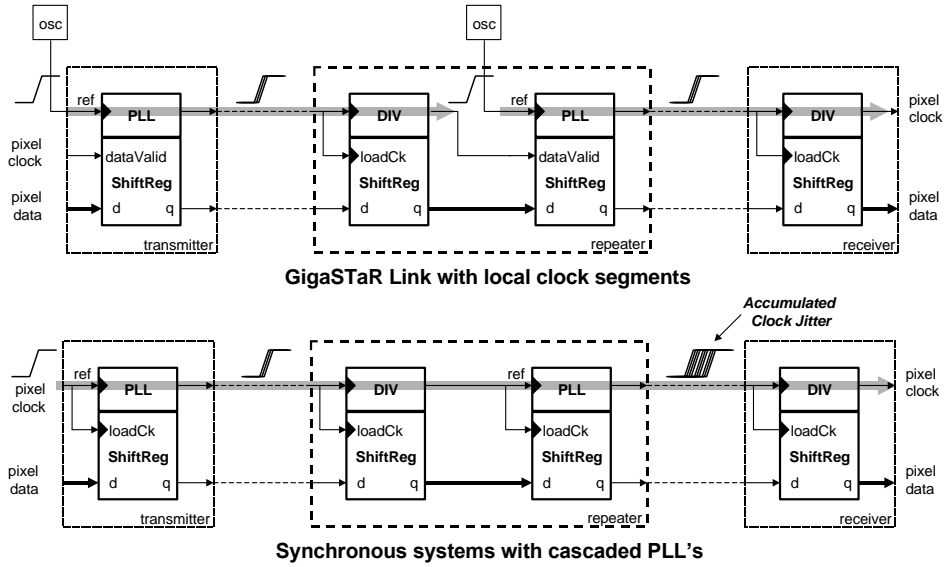 osc
osc
ref
PLL
DIV
ref
PLL
DIV
pixel
clock
pixel
clock
dataValid
loadCk
dataValid
loadCk
ShiftReg
ShiftReg
ShiftReg
ShiftReg
pixel
data
d q
d q
d q
d q
pixel
data
transmitter
repeater
receiver
GigaSTaR Link with local clock segments
Accumulated
Clock Jitter
pixel
clock
ref
PLL
DIV
ref
PLL
DIV
pixel
clock
loadCk
loadCk
loadCk
loadCk
ShiftReg
ShiftReg
ShiftReg
ShiftReg
pixel
data
d q
d q
d q
d q
pixel
data
transmitter
repeater
receiver
Synchronous systems with cascaded PLL's